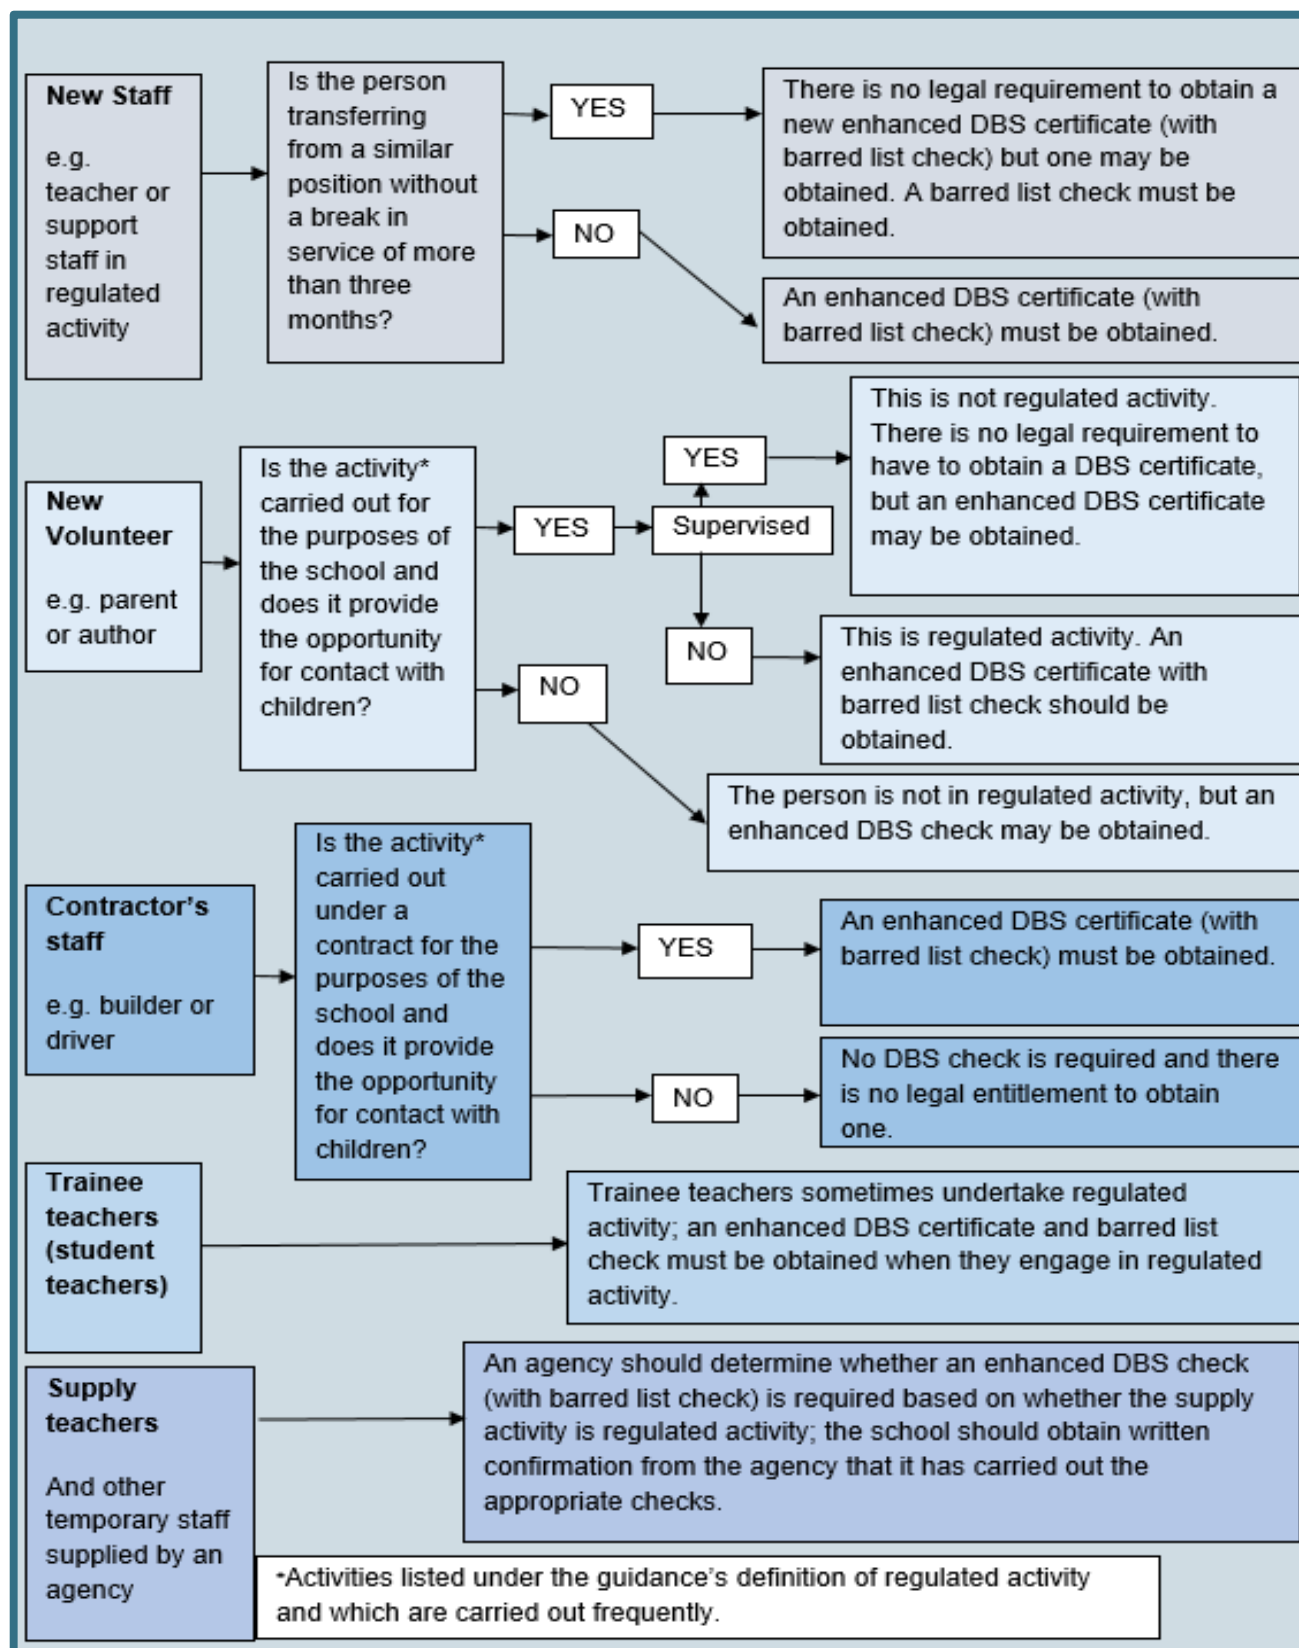 New Staff
e.g.
teacher or
support
staff in
regulated
activity
Is the person
transferring
from a similar
position without
a break in
service of more
than three
months?
YES
There is no legal requirement to obtain a
new enhanced DBS certificate (with
barred list check) but one may be
obtained. A barred list check must be
obtained.
NO
An enhanced DBS certificate (with
barred list check) must be obtained.
New
Volunteer
e.g. parent
or author
Is the activity*
carried out for
the purposes of
the school and
does it provide
the opportunity
for contact with
children?
YES
Supervised
YES
This is not regulated activity.
There is no legal requirement to
have to obtain a DBS certificate,
but an enhanced DBS certificate
may be obtained.
NO
This is regulated activity. An
enhanced DBS certificate with
barred list check should be
obtained.
NO
The person is not in regulated activity, but an
enhanced DBS check may be obtained.
Contractor's
staff
e.g. builder or
driver
Is the activity*
carried out
under a
contract for the
purposes of the
school and
does it provide
the opportunity
for contact with
children?
YES
An enhanced DBS certificate (with
barred list check) must be obtained.
NO
No DBS check is required and there
is no legal entitlement to obtain
one.
Trainee
teachers
(student
teachers)
Trainee teachers sometimes undertake regulated
activity; an enhanced DBS certificate and barred list
check must be obtained when they engage in regulated
activity.
Supply
teachers
And other
temporary staff
supplied by an
agency
An agency should determine whether an enhanced DBS check
(with barred list check) is required based on whether the supply
activity is regulated activity; the school should obtain written
confirmation from the agency that it has carried out the
appropriate checks.
*Activities listed under the guidance's definition of regulated activity
and which are carried out frequently.